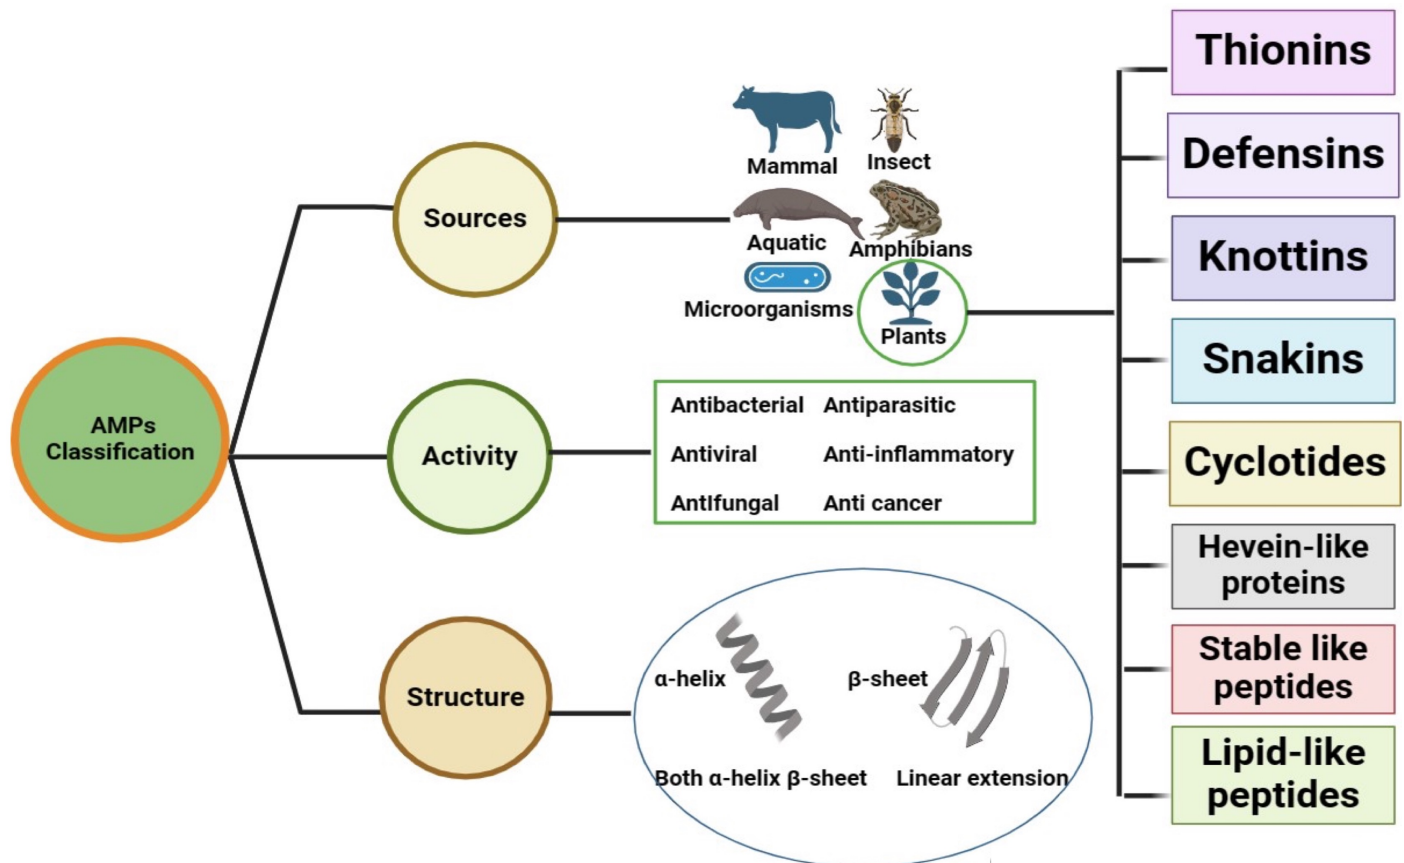 AMPs
Classification
Sources
Mammal
Insect
Aquatic
Amphibians
Microorganisms
Plants
Activity
Antibacterial Antiparasitic
Antiviral Anti-inflammatory
AntIfungal Anti cancer
Structure
α-helix
β-sheet
Both α-helix β-sheet
Linear extension
Thionins
Defensins
Knottins
Snakins
Cyclotides
Hevein-like
proteins
Stable like
peptides
Lipid-like
peptides